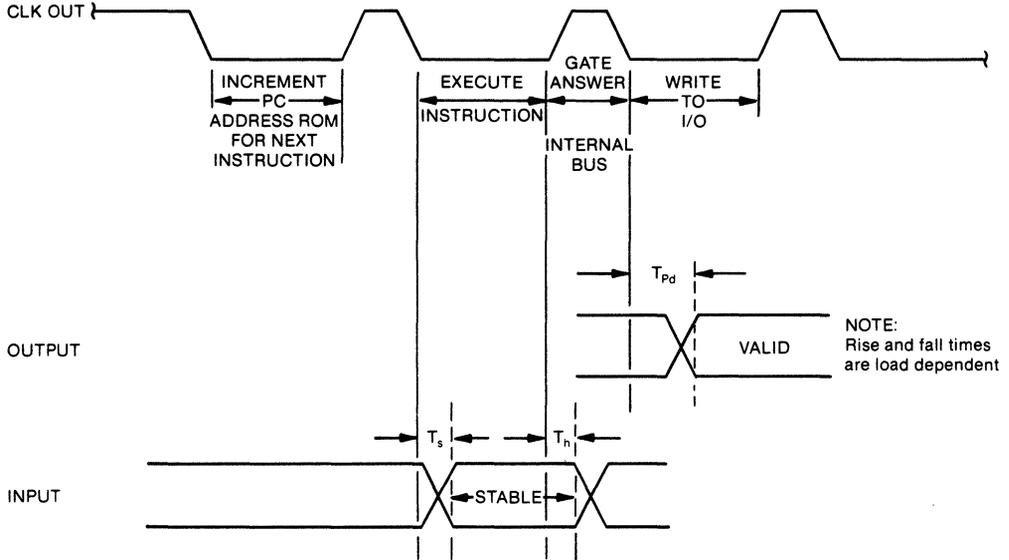 CLK OUT
INCREMENT
PC
ADDRESS ROM
FOR NEXT
INSTRUCTION
EXECUTE
INSTRUCTION
GATE
ANSWER
INTERNAL
BUS
WRITE
TO
I/O
TPd
OUTPUT
VALID
NOTE:
Rise and fall times
are load dependent
Ts
Th
INPUT
STABLE